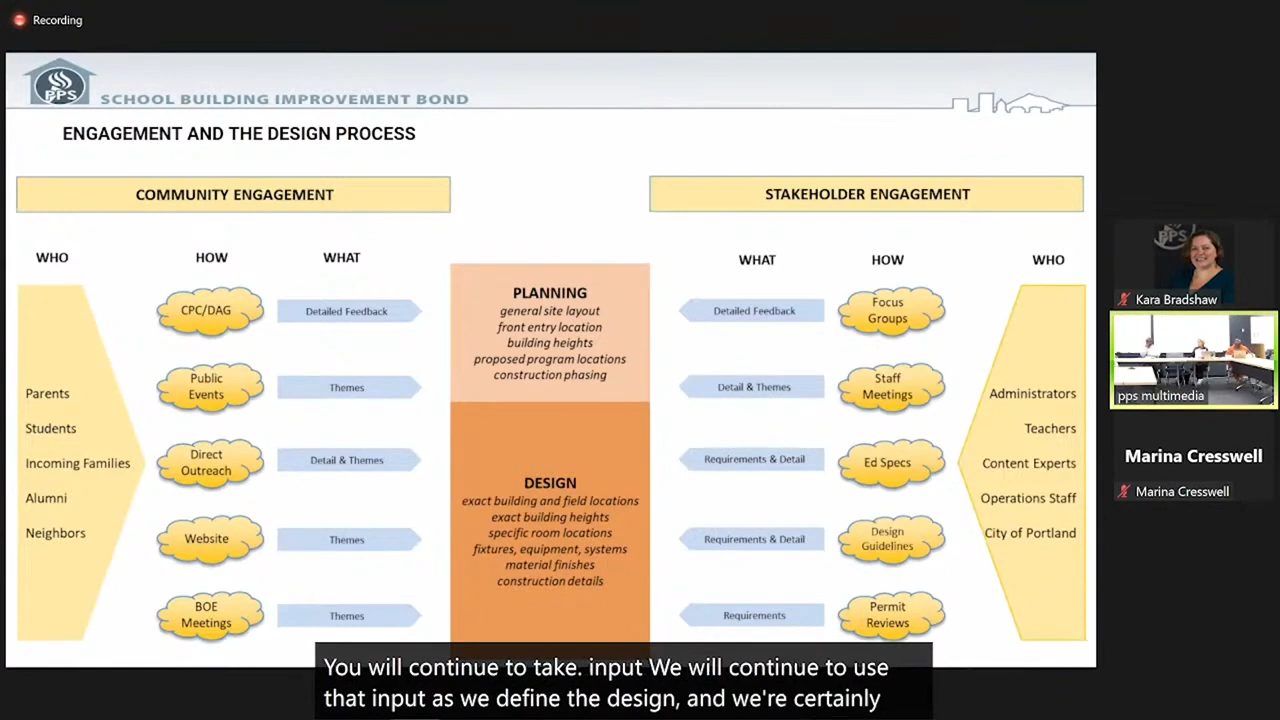 Recording
PPS
SCHOOL BUILDING IMPROVEMENT BOND
ENGAGEMENT AND THE DESIGN PROCESS
COMMUNITY ENGAGEMENT
WHO
HOW
WHAT
Parents
Students
Incoming Families
Alumni
Neighbors
CPC/DAG
Detailed Feedback
Public
Events
Themes
Direct
Outreach
Detail & Themes
Website
Themes
BOE
Meetings
Themes
PLANNING
general site layout
front entry location
building heights
proposed program locations
construction phasing
DESIGN
exact building and field locations
exact building heights
specific room locations
fixtures, equipment, systems
material finishes
construction details
STAKEHOLDER ENGAGEMENT
WHAT
HOW
WHO
Detailed Feedback
Focus
Groups
Detail & Themes
Staff
Meetings
Requirements & Detail
Ed Specs
Requirements & Detail
Design
Guidelines
Requirements
Permit
Reviews
Administrators
Teachers
Content Experts
Operations Staff
City of Portland
PPS
Kara Bradshaw
pps multimedia
Marina Cresswell
Marina Cresswell
You will continue to take. input We will continue to use
that input as we define the design, and we're certainly